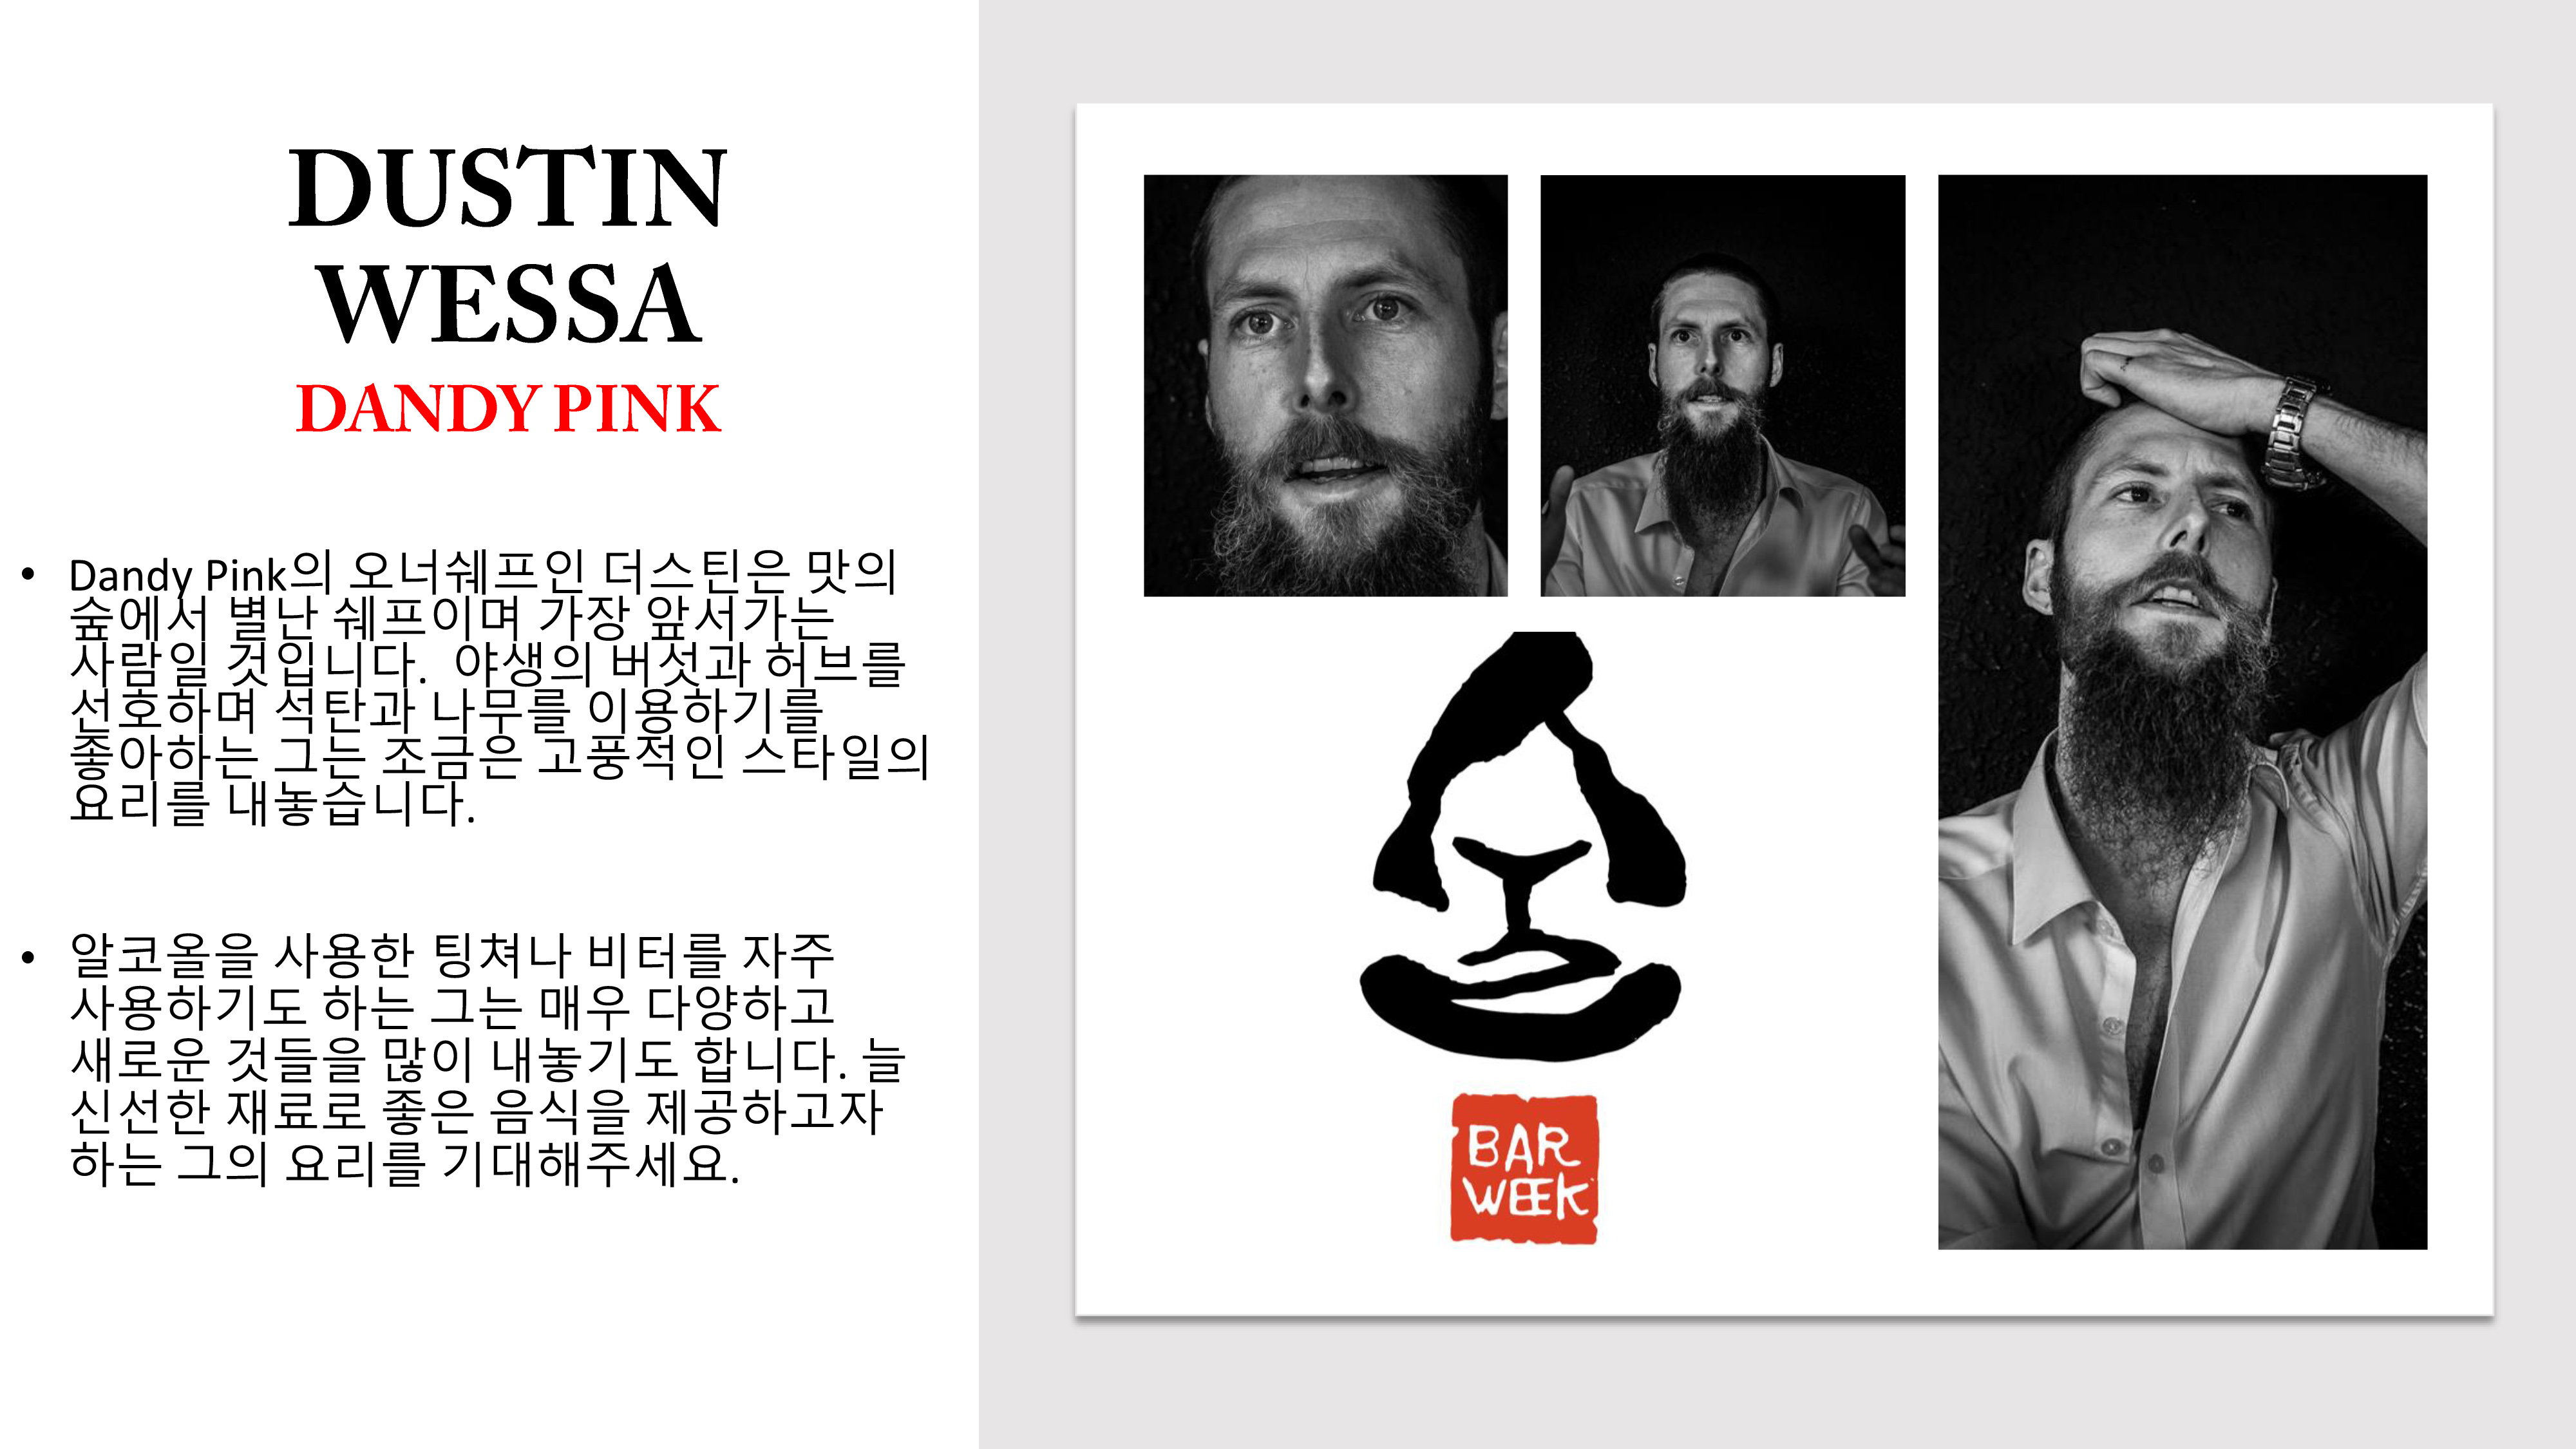 DUSTIN
WESSA
DANDY PINK
• Dandy Pink의 오너쉐프인 더스틴은 맛의
숲에서 별난 쉐프이며 가장 앞서가는
사람일 것입니다.  야생의 버섯과 허브를
선호하며 석탄과 나무를 이용하기를
좋아하는 그는 조금은 고풍적인 스타일의
요리를 내놓습니다.
• 알코올을 사용한 팅쳐나 비터를 자주
사용하기도 하는 그는 매우 다양하고
새로운 것들을 많이 내놓기도 합니다. 늘
신선한 재료로 좋은 음식을 제공하고자
하는 그의 요리를 기대해주세요.
BAR
WEEK